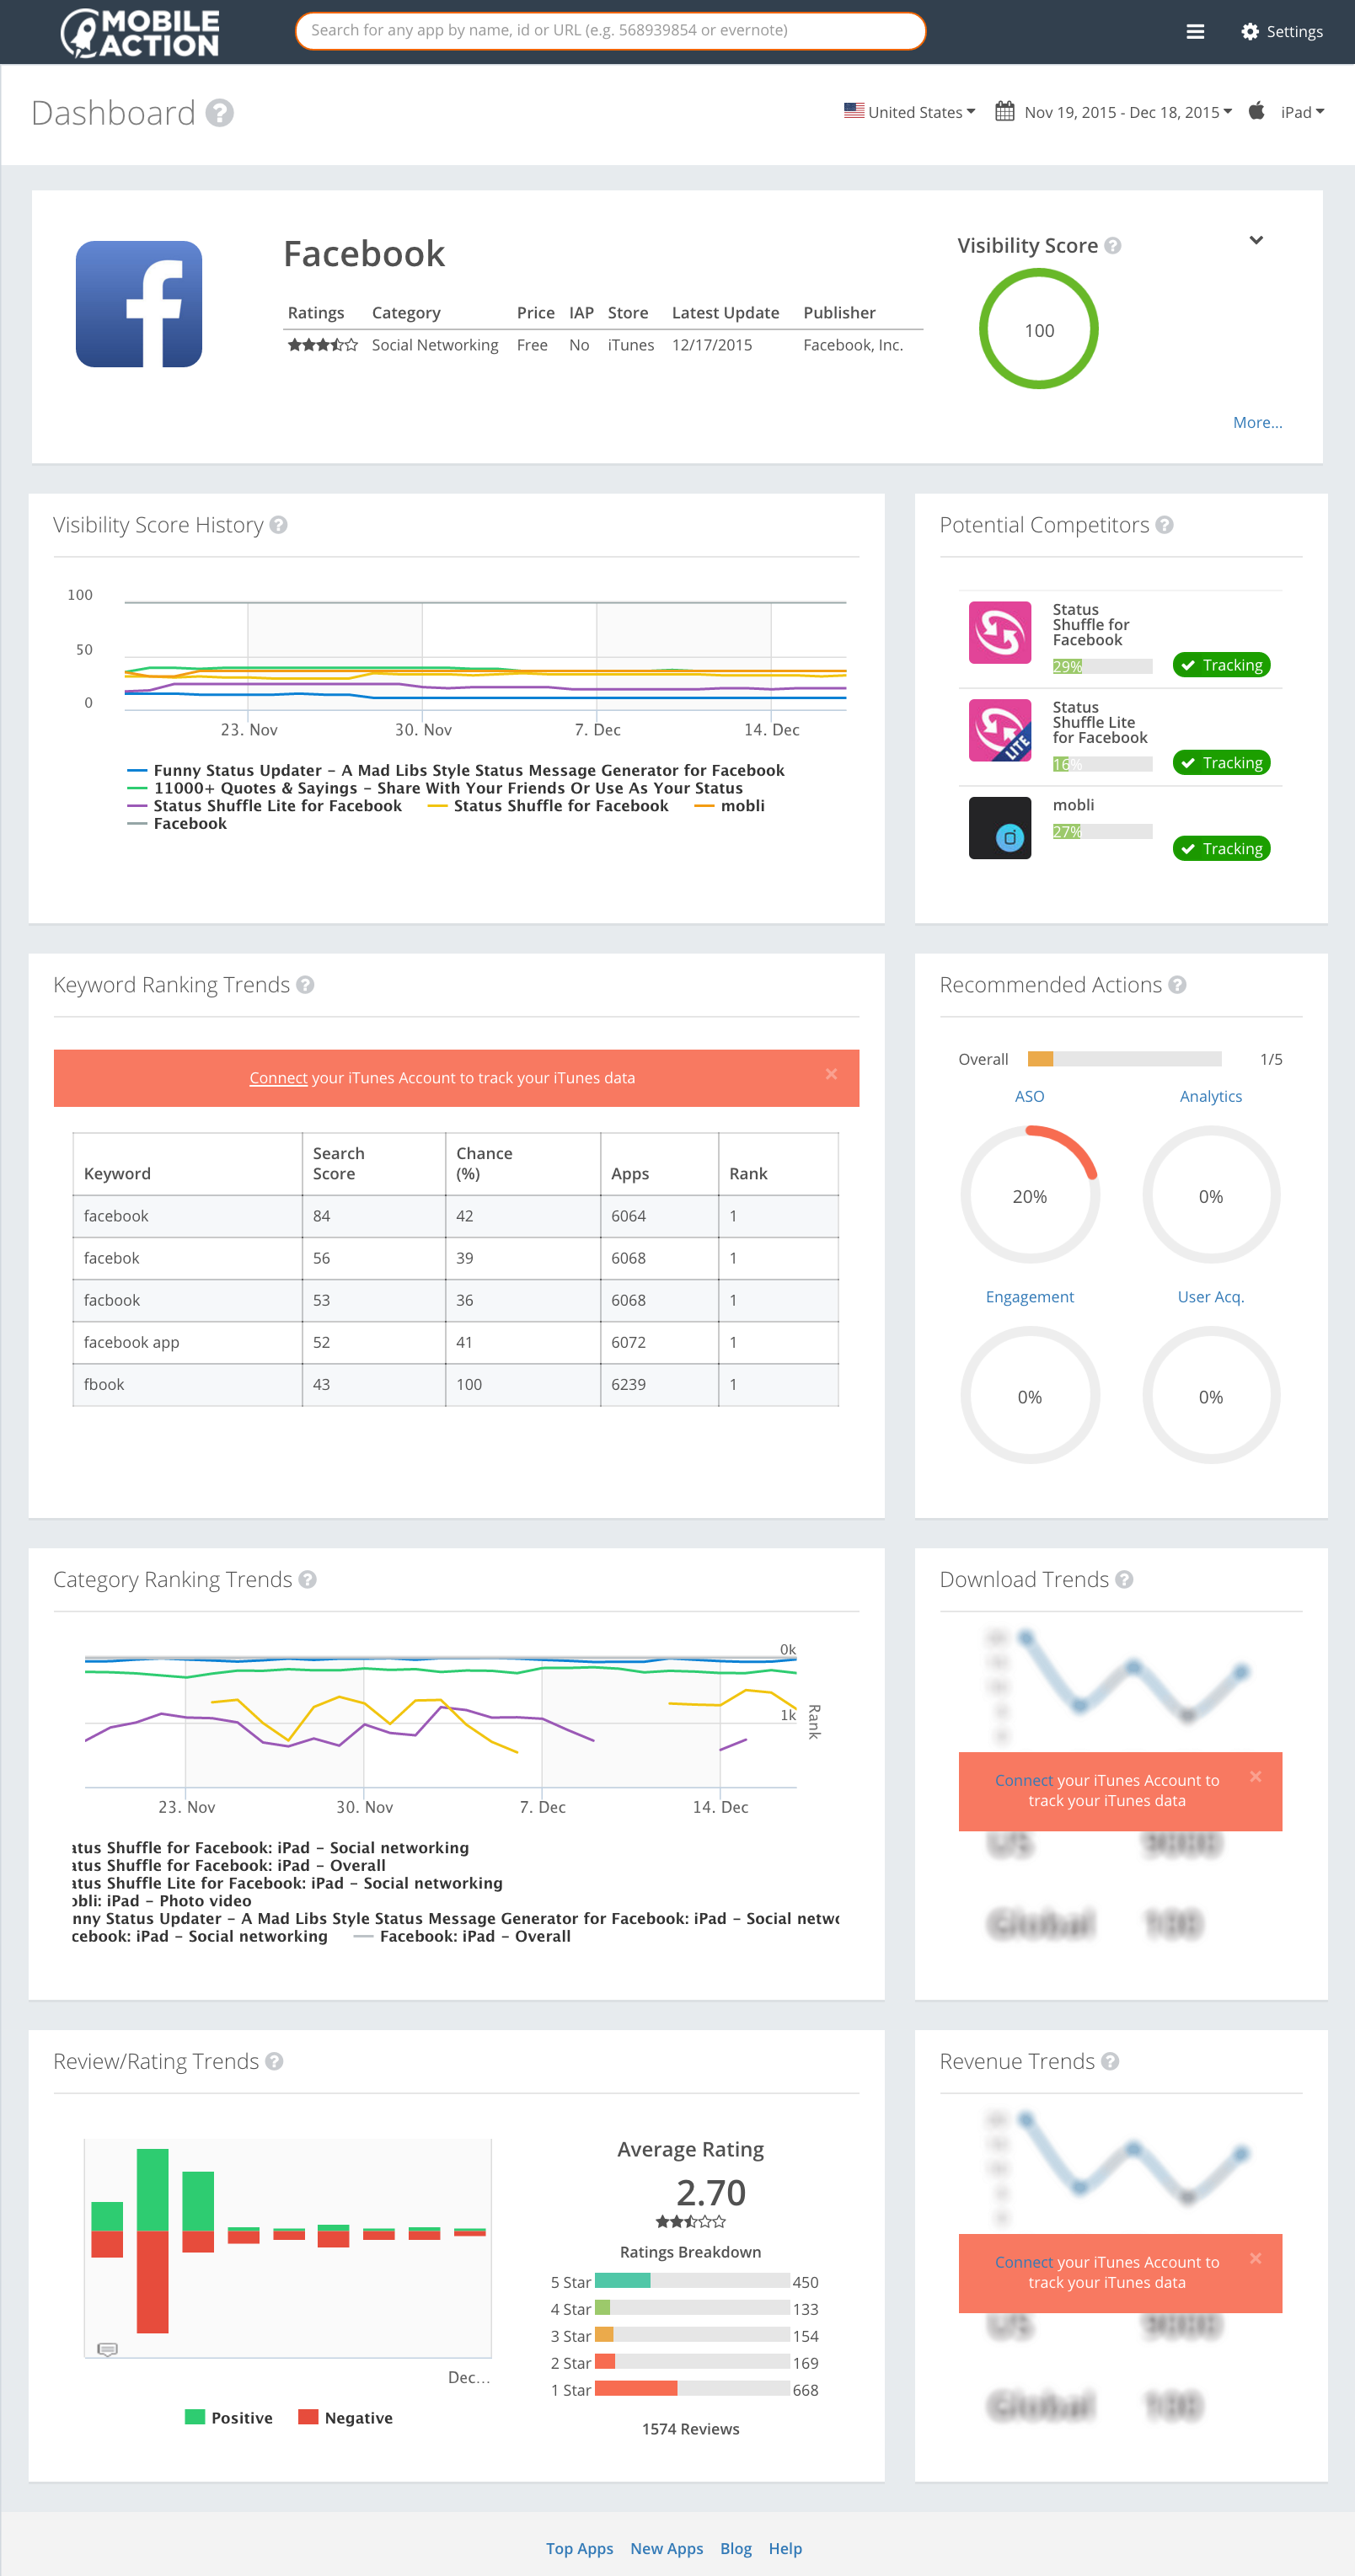 MOBILE
ACTION
Search for any app by name, id or URL (e.g. 568939854 or evernote)
Settings
Dashboard ?
United States
Nov 19, 2015 - Dec 18, 2015
iPad
Facebook
Ratings Category Price IAP Store Latest Update Publisher
Social Networking Free No iTunes 12/17/2015 Facebook, Inc.
Visibility Score ?
100
More...
Visibility Score History ?
100
50
0
23. Nov 30. Nov 7. Dec 14. Dec
Funny Status Updater – A Mad Libs Style Status Message Generator for Facebook
11000+ Quotes & Sayings – Share With Your Friends Or Use As Your Status
Status Shuffle Lite for Facebook Status Shuffle for Facebook mobli
Facebook
Potential Competitors ?
Status
Shuffle for
Facebook
29%
Tracking
LITE
Status
Shuffle Lite
for Facebook
16%
Tracking
mobli
27%
Tracking
Keyword Ranking Trends ?
Connect your iTunes Account to track your iTunes data ×
Keyword Search Score Chance (%) Apps Rank
facebook 84 42 6064 1
facebok 56 39 6068 1
facbook 53 36 6068 1
facebook app 52 41 6072 1
fbook 43 100 6239 1
Recommended Actions ?
Overall 1/5
ASO Analytics
20% 0%
Engagement User Acq.
0% 0%
Category Ranking Trends ?
0k
1k
Rank
23. Nov 30. Nov 7. Dec 14. Dec
atus Shuffle for Facebook: iPad – Social networking
atus Shuffle for Facebook: iPad – Overall
atus Shuffle Lite for Facebook: iPad – Social networking
obli: iPad – Photo video
nny Status Updater – A Mad Libs Style Status Message Generator for Facebook: iPad – Social netwo
cebook: iPad – Social networking Facebook: iPad – Overall
Download Trends ?
Connect your iTunes Account to ×
track your iTunes data
US 9000
Global 100
Review/Rating Trends ?
Dec...
Positive Negative
Average Rating
2.70
Ratings Breakdown
5 Star 450
4 Star 133
3 Star 154
2 Star 169
1 Star 668
1574 Reviews
Revenue Trends ?
Connect your iTunes Account to ×
track your iTunes data
US 9000
Global 100
Top Apps New Apps Blog Help